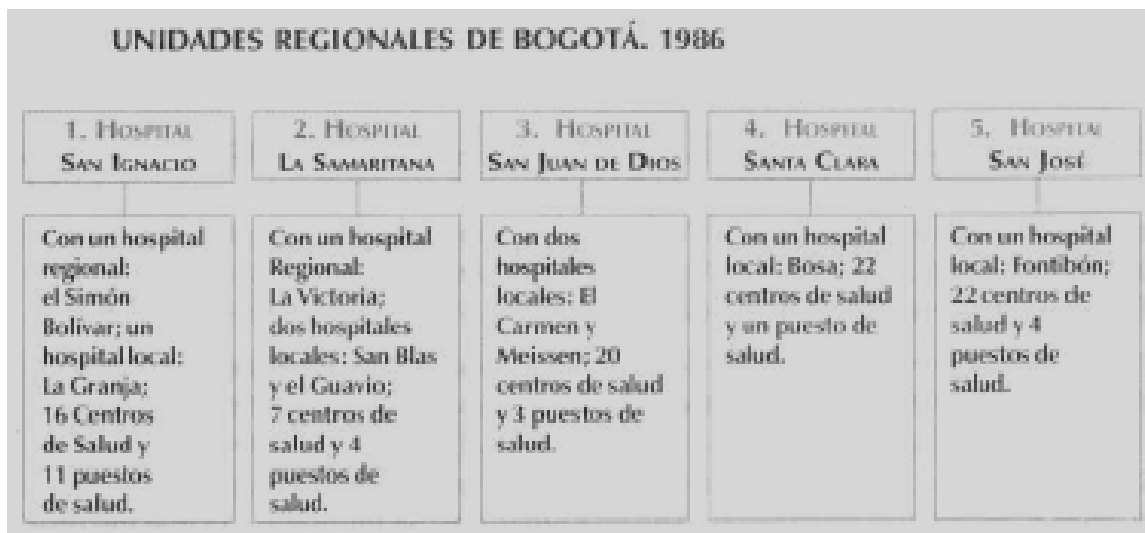 UNIDADES REGIONALES DE BOGOTÁ. 1986
1. HOSPITAL
SAN IGNACIO
Con un hospital
regional:
el Simón
Bolívar; un
hospital local:
La Granja;
16 Centros
de Salud y
11 puestos
de salud.
2. HOSPITAL
LA SAMARITANA
Con un hospital
Regional:
La Victoria;
dos hospitales
locales: San Blas
y el Guavio;
7 centros de
salud y 4
puestos de
salud.
3. HOSPITAL
SAN JUAN DE DIOS
Con dos
hospitales
locales: El
Carmen y
Meissen; 20
centros de salud
y 3 puestos de
salud.
4. HOSPITAL
SANTA CLARA
Con un hospital
local: Bosa; 22
centros de salud
y un puesto de
salud.
5. HOSPITAL
SAN JOSÉ
Con un hospital
local: Fontibón;
22 centros de
salud y 4
puestos de
salud.